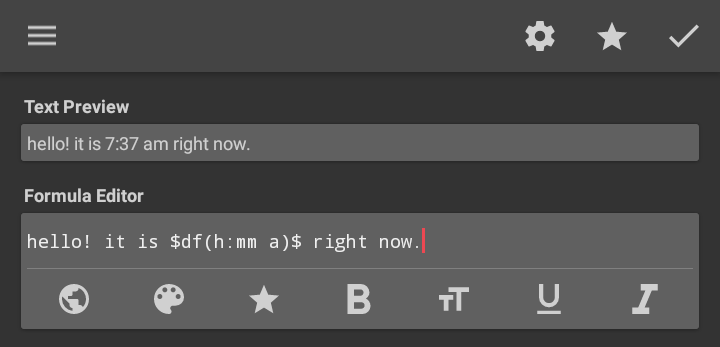 Text Preview
hello! it is 7:37 am right now.
Formula Editor
hello! it is $df(h:mm a)$ right now.
B TT U I